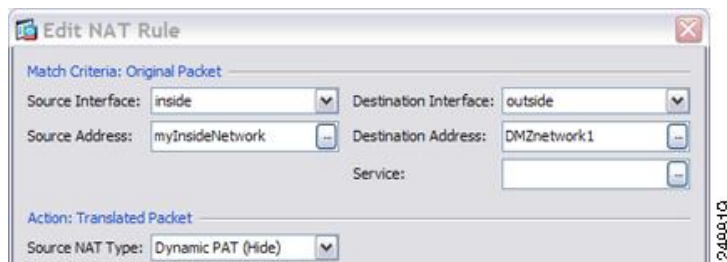 Edit NAT Rule
Match Criteria: Original Packet
Source Interface: inside Destination Interface: outside
Source Address: myInsideNetwork ... Destination Address: DMZnetwork1 ...
Service: ...
Action: Translated Packet
Source NAT Type: Dynamic PAT (Hide)
248819